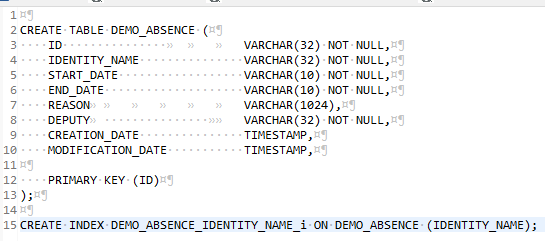 1
2 CREATE TABLE DEMO_ABSENCE (
3 ID VARCHAR(32) NOT NULL,
4 IDENTITY_NAME VARCHAR(32) NOT NULL,
5 START_DATE VARCHAR(10) NOT NULL,
6 END_DATE VARCHAR(10) NOT NULL,
7 REASON VARCHAR(1024),
8 DEPUTY VARCHAR(32) NOT NULL,
9 CREATION_DATE TIMESTAMP,
10 MODIFICATION_DATE TIMESTAMP,
11
12 PRIMARY KEY (ID)
13 );
14
15 CREATE INDEX DEMO_ABSENCE_IDENTITY_NAME_i ON DEMO_ABSENCE (IDENTITY_NAME);